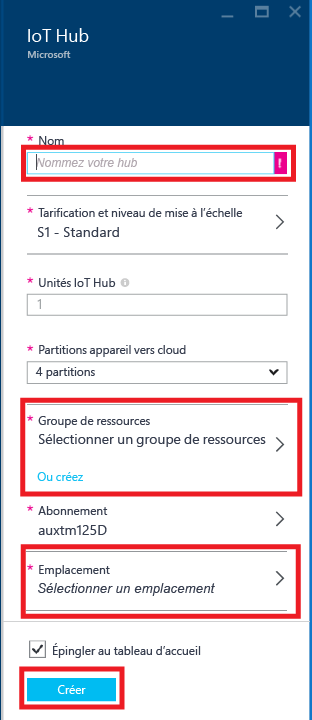 IoT Hub
Microsoft
* Nom
Nommez votre hub !
* Tarification et niveau de mise à l'échelle
S1 - Standard
* Unités IoT Hub
1
* Partitions appareil vers cloud
4 partitions
* Groupe de ressources
Sélectionner un groupe de ressources
Ou créez
* Abonnement
auxtm125D
* Emplacement
Sélectionner un emplacement
Épingler au tableau d'accueil
Créer